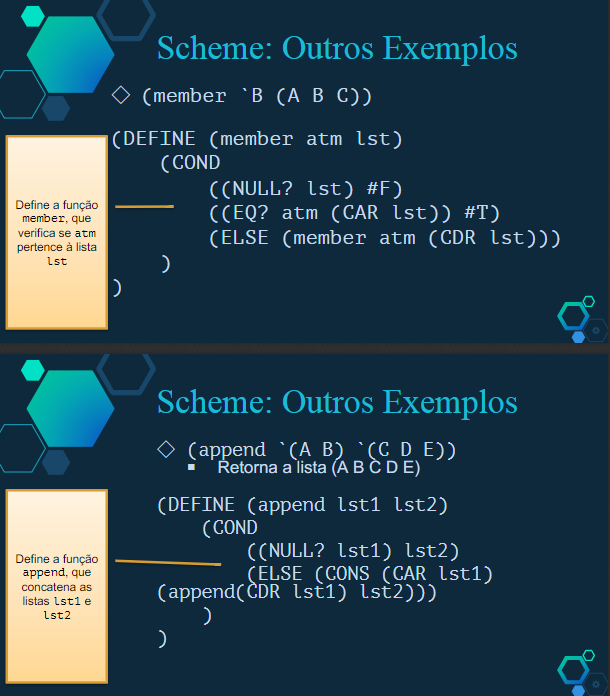 Scheme: Outros Exemplos
(member `B (A B C))
(DEFINE (member atm lst)
(COND
((NULL? lst) #F)
((EQ? atm (CAR lst)) #T)
(ELSE (member atm (CDR lst)))
)
)
Define a função
member, que
verifica se atm
pertence à lista
lst
Scheme: Outros Exemplos
(append `(A B) `(C D E))
Retorna a lista (A B C D E)
(DEFINE (append lst1 lst2)
(COND
((NULL? lst1) lst2)
(ELSE (CONS (CAR lst1)
(append(CDR lst1) lst2)))
)
)
Define a função
append, que
concatena as
listas lst1 e
lst2